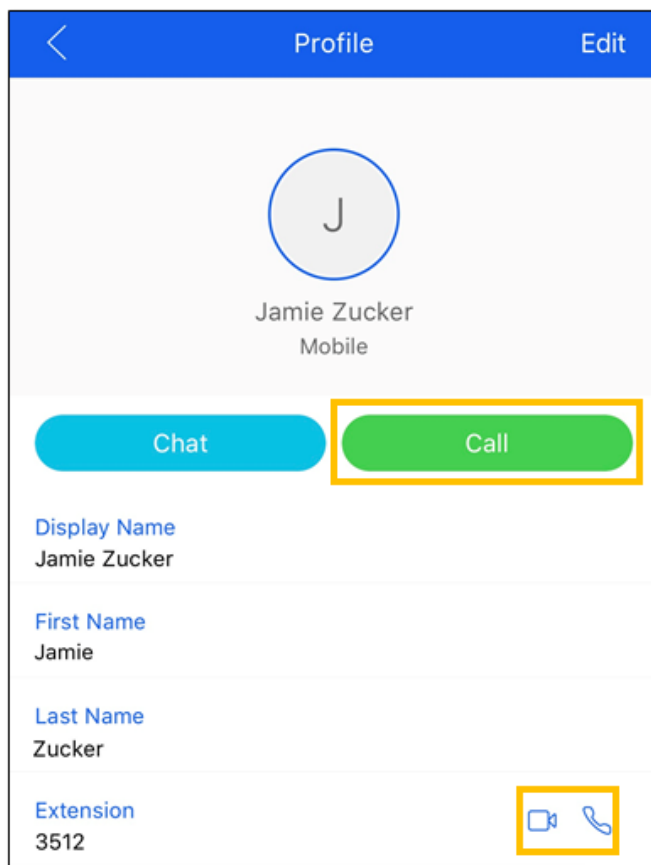 Profile Edit
J
Jamie Zucker
Mobile
Chat Call
Display Name
Jamie Zucker
First Name
Jamie
Last Name
Zucker
Extension
3512